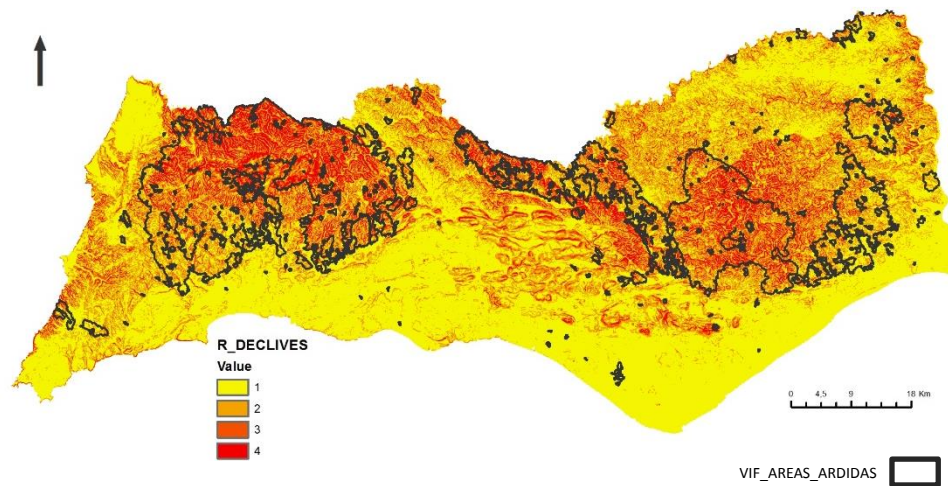 R_DECLIVES
Value
1
2
3
4
0 4,5 9 18 Km
VIF_AREAS_ARDIDAS